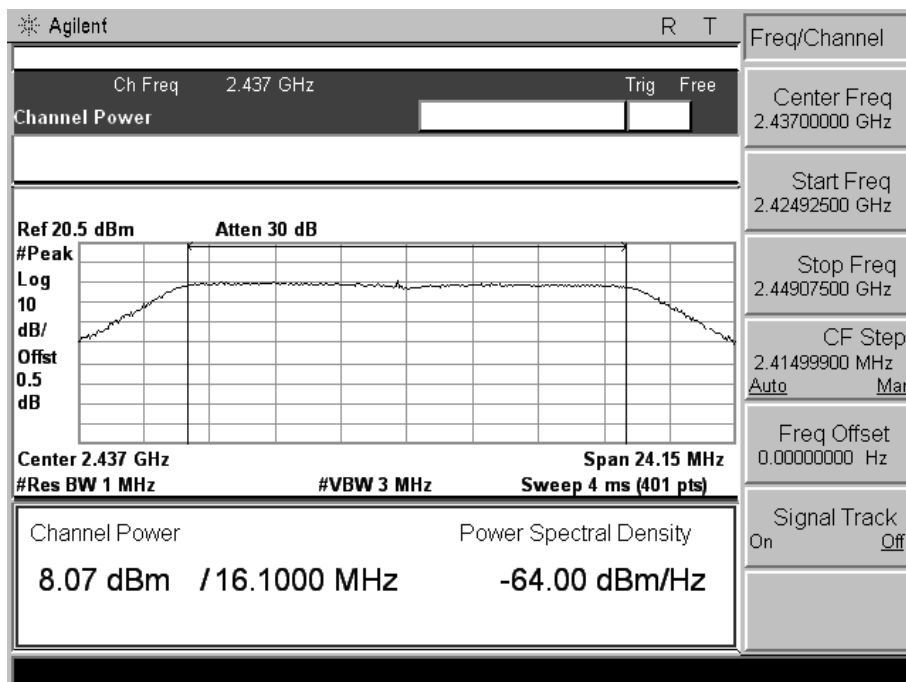 Agilent
R T
Freq/Channel
Ch Freq 2.437 GHz Trig Free
Channel Power
Center Freq
2.43700000 GHz
Start Freq
2.42492500 GHz
Stop Freq
2.44907500 GHz
CF Step
2.41499900 MHz
Auto Mar
Freq Offset
0.00000000 Hz
Signal Track
On Off
Ref 20.5 dBm Atten 30 dB
#Peak
Log
10
dB/
Offst
0.5
dB
Center 2.437 GHz Span 24.15 MHz
#Res BW 1 MHz #VBW 3 MHz Sweep 4 ms (401 pts)
Channel Power Power Spectral Density
8.07 dBm /16.1000 MHz -64.00 dBm/Hz